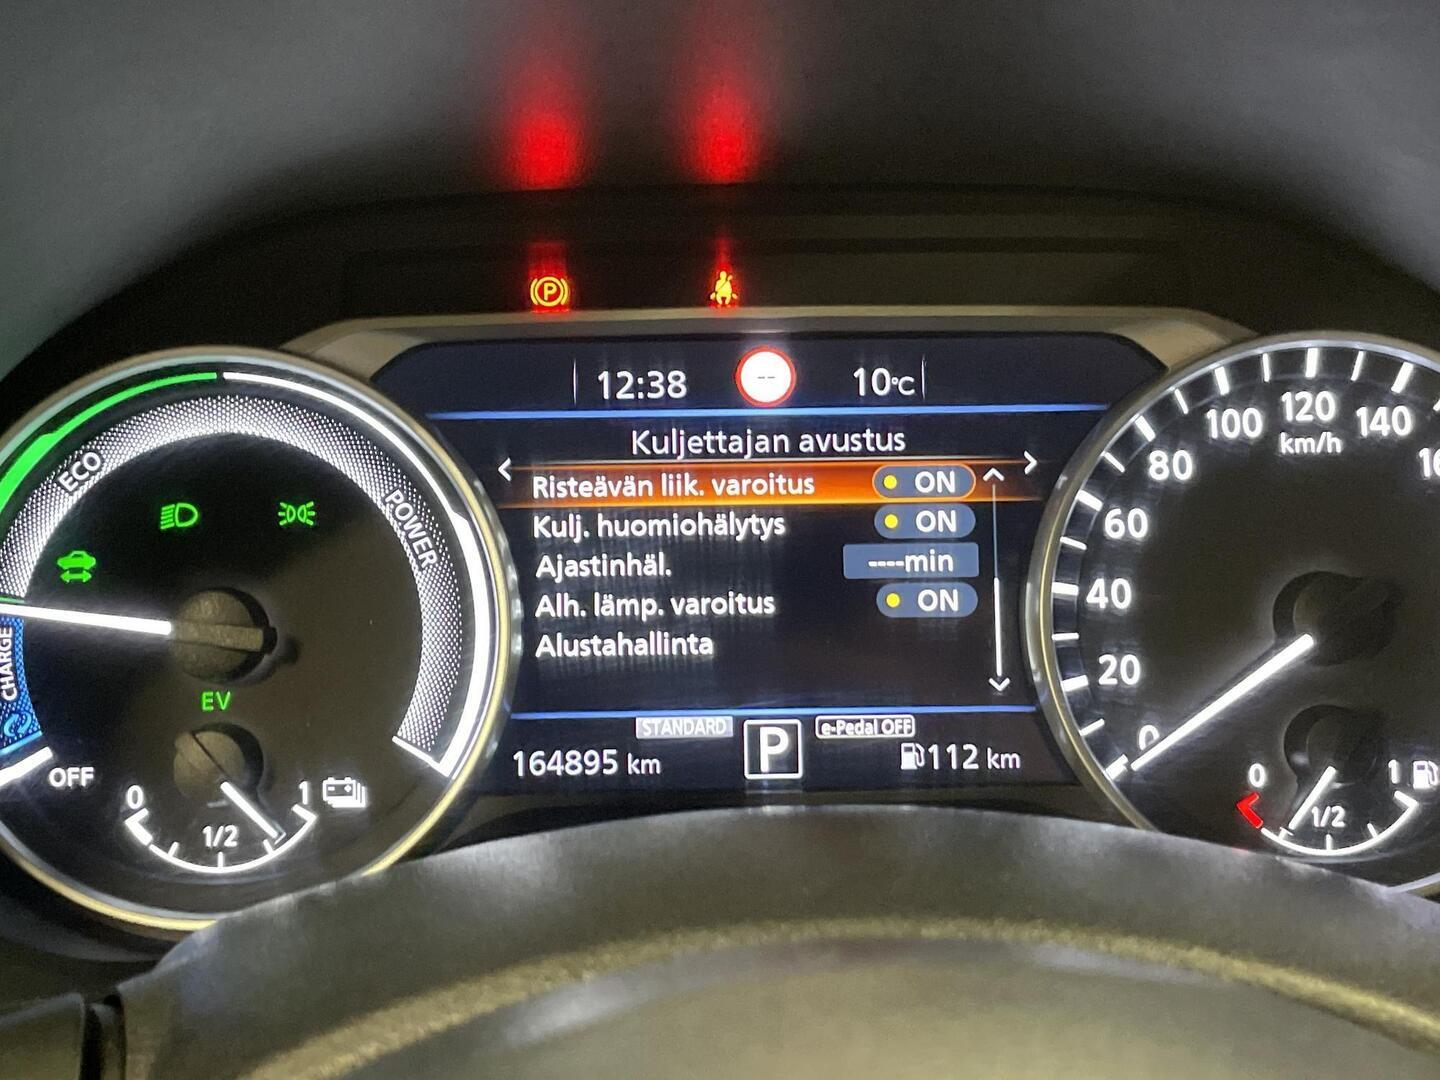 12:38
--
10°C
Kuljettajan avustus
Risteävän liik. varoitus ON
Kulj. huomiohälytys ON
Ajastinhäl. ----min
Alh. lämp. varoitus ON
Alustahallinta
STANDARD
P
e-Pedal OFF
164895 km
112 km
P
ECO
POWER
CHARGE
OFF
EV
0
1/2
1
0
20
40
60
80
100
120
140
km/h
0
1/2
1